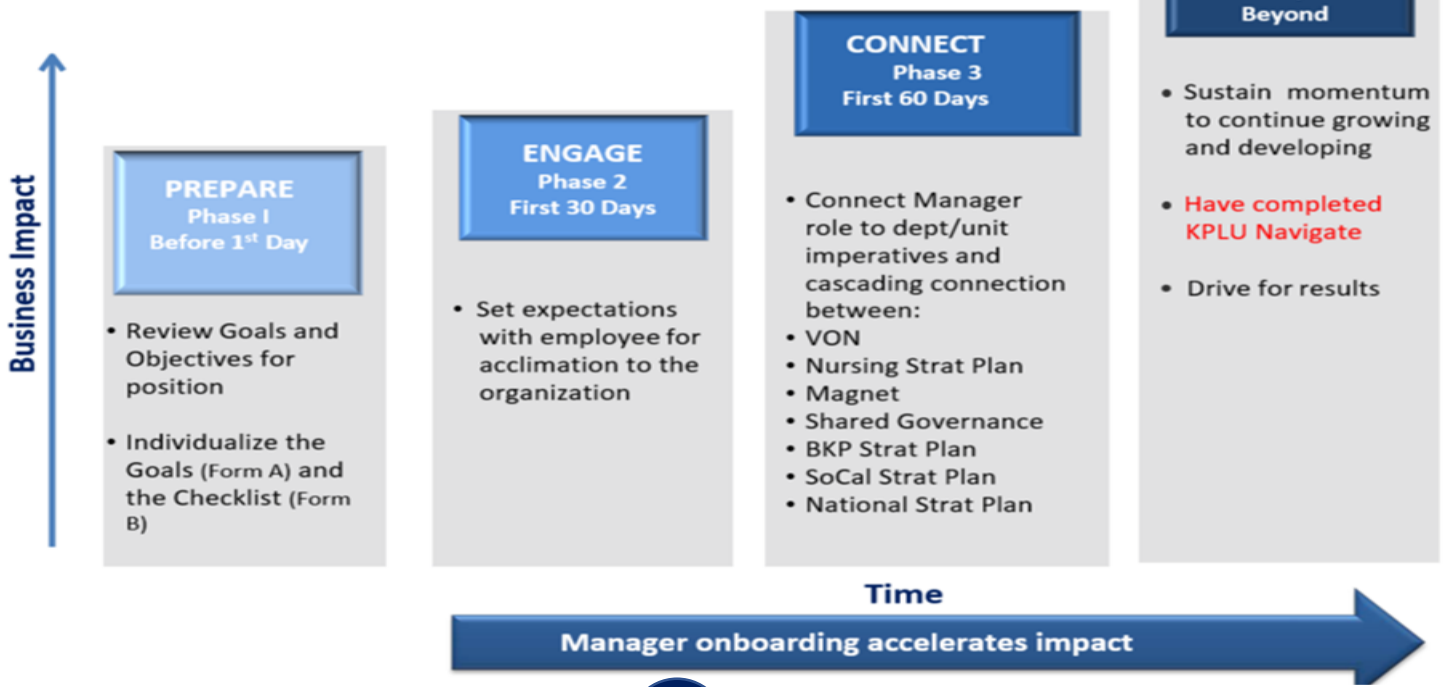 Business Impact
PREPARE
Phase I
Before 1st Day
• Review Goals and
Objectives for
position
• Individualize the
Goals (Form A) and
the Checklist (Form
B)
ENGAGE
Phase 2
First 30 Days
• Set expectations
with employee for
acclimation to the
organization
CONNECT
Phase 3
First 60 Days
• Connect Manager
role to dept/unit
imperatives and
cascading connection
between:
• VON
• Nursing Strat Plan
• Magnet
• Shared Governance
• BKP Strat Plan
• SoCal Strat Plan
• National Strat Plan
Beyond
• Sustain momentum
to continue growing
and developing
• Have completed
KPLU Navigate
• Drive for results
Time
Manager onboarding accelerates impact